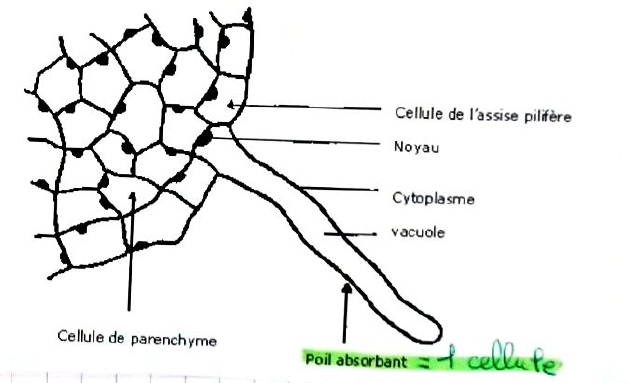 Cellule de l'assise pilifère
Noyau
Cytoplasme
vacuole
Cellule de parenchyme
Poil absorbant = 1 cellule